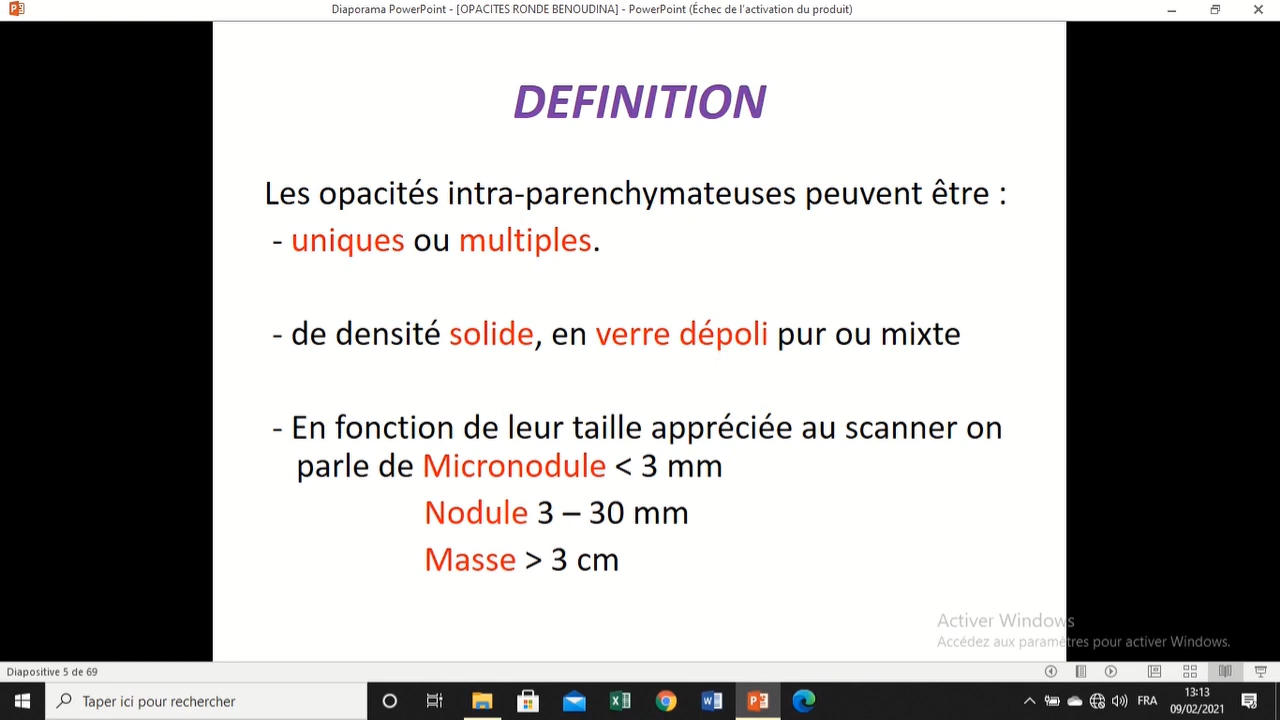 Diaporama PowerPoint - [OPACITES RONDE BENOUDINA] - PowerPoint (Échec de l'activation du produit)
DEFINITION
Les opacités intra-parenchymateuses peuvent être :
- uniques ou multiples.
- de densité solide, en verre dépoli pur ou mixte
- En fonction de leur taille appréciée au scanner on
parle de Micronodule < 3 mm
Nodule 3 – 30 mm
Masse > 3 cm
Activer Windows
Accédez aux paramètres pour activer Windows.
Diapositive 5 de 69
Taper ici pour rechercher
FRA
13:13
09/02/2021